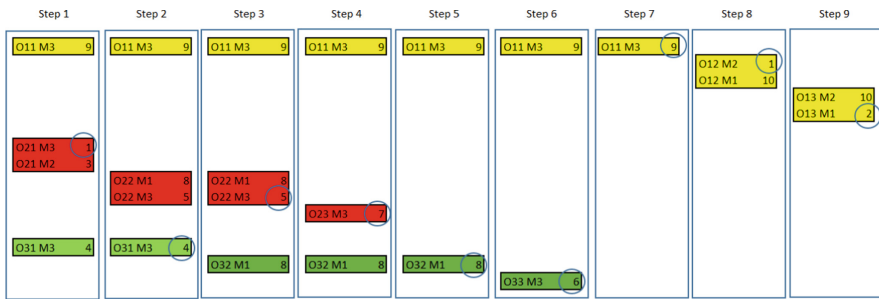 Step 1
O11 M3 9
O21 M3 1
O21 M2 3
O31 M3 4
Step 2
O11 M3 9
O22 M1 8
O22 M3 5
O31 M3 4
Step 3
O11 M3 9
O22 M1 8
O22 M3 5
O32 M1 8
Step 4
O11 M3 9
O23 M3 7
O32 M1 8
Step 5
O11 M3 9
O32 M1 8
Step 6
O11 M3 9
O33 M3 6
Step 7
O11 M3 9
Step 8
O12 M2 1
O12 M1 10
Step 9
O13 M2 10
O13 M1 2